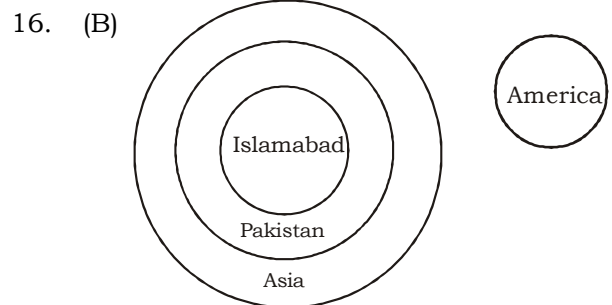 16. (B)
America
Islamabad
Pakistan
Asia